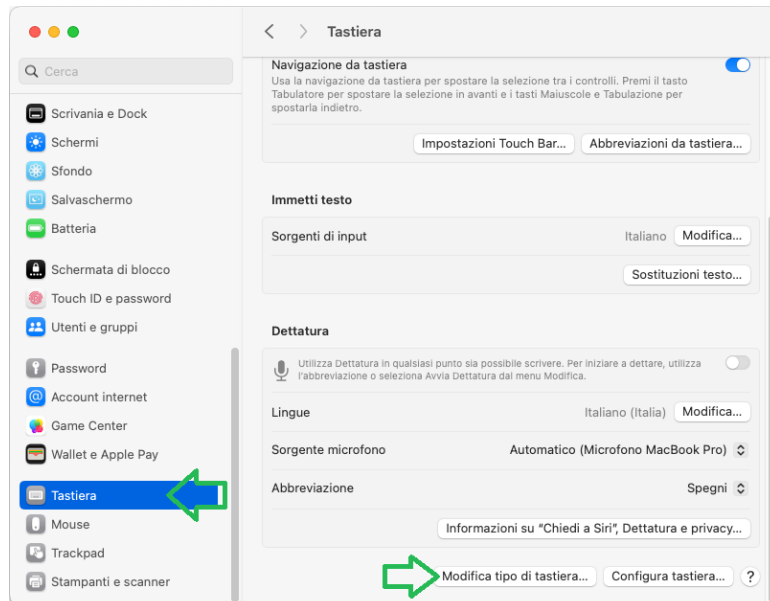 Tastiera
Cerca
Scrivania e Dock
Schermi
Sfondo
Salvaschermo
Batteria
Schermata di blocco
Touch ID e password
Utenti e gruppi
Password
Account internet
Game Center
Wallet e Apple Pay
Tastiera
Mouse
Trackpad
Stampanti e scanner
Navigazione da tastiera
Usa la navigazione da tastiera per spostare la selezione tra i controlli. Premi il tasto
Tabulatore per spostare la selezione in avanti e i tasti Maiuscole e Tabulazione per
spostarla indietro.
Impostazioni Touch Bar... Abbreviazioni da tastiera...
Immetti testo
Sorgenti di input Italiano Modifica...
Sostituzioni testo...
Dettatura
Utilizza Dettatura in qualsiasi punto sia possibile scrivere. Per iniziare a dettare, utilizza
l'abbreviazione o seleziona Avvia Dettatura dal menu Modifica.
Lingue Italiano (Italia) Modifica...
Sorgente microfono Automatico (Microfono MacBook Pro)
Abbreviazione Spegni
Informazioni su “Chiedi a Siri”, Dettatura e privacy...
Modifica tipo di tastiera... Configura tastiera... ?